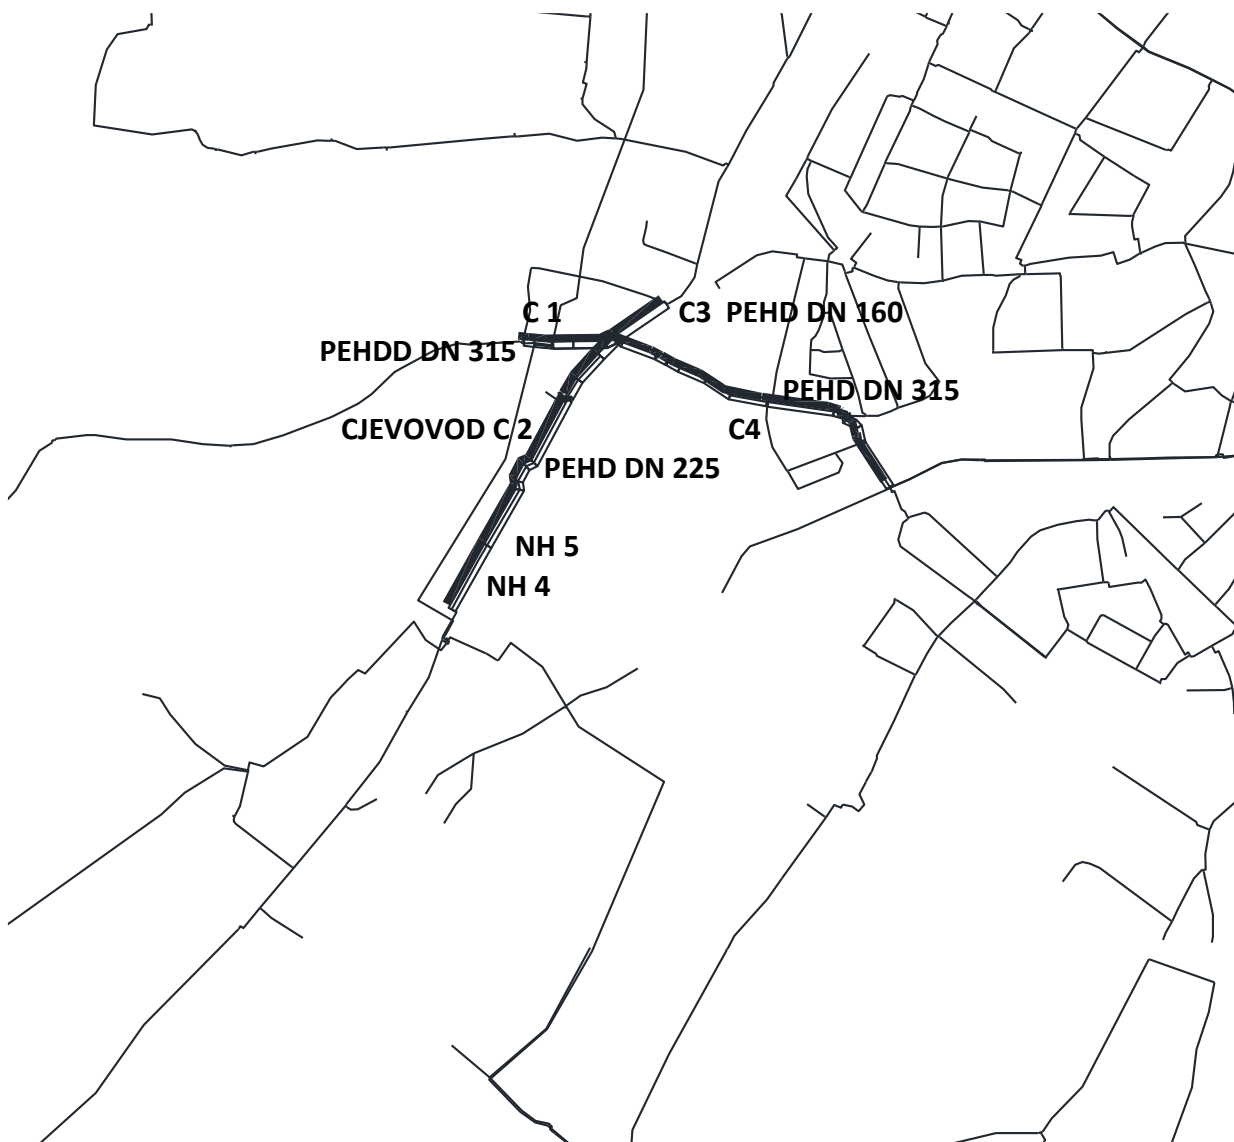 C 1
C3 PEHD DN 160
PEHDD DN 315
PEHD DN 315
CJEVOVOD C 2
C4
PEHD DN 225
NH 5
NH 4